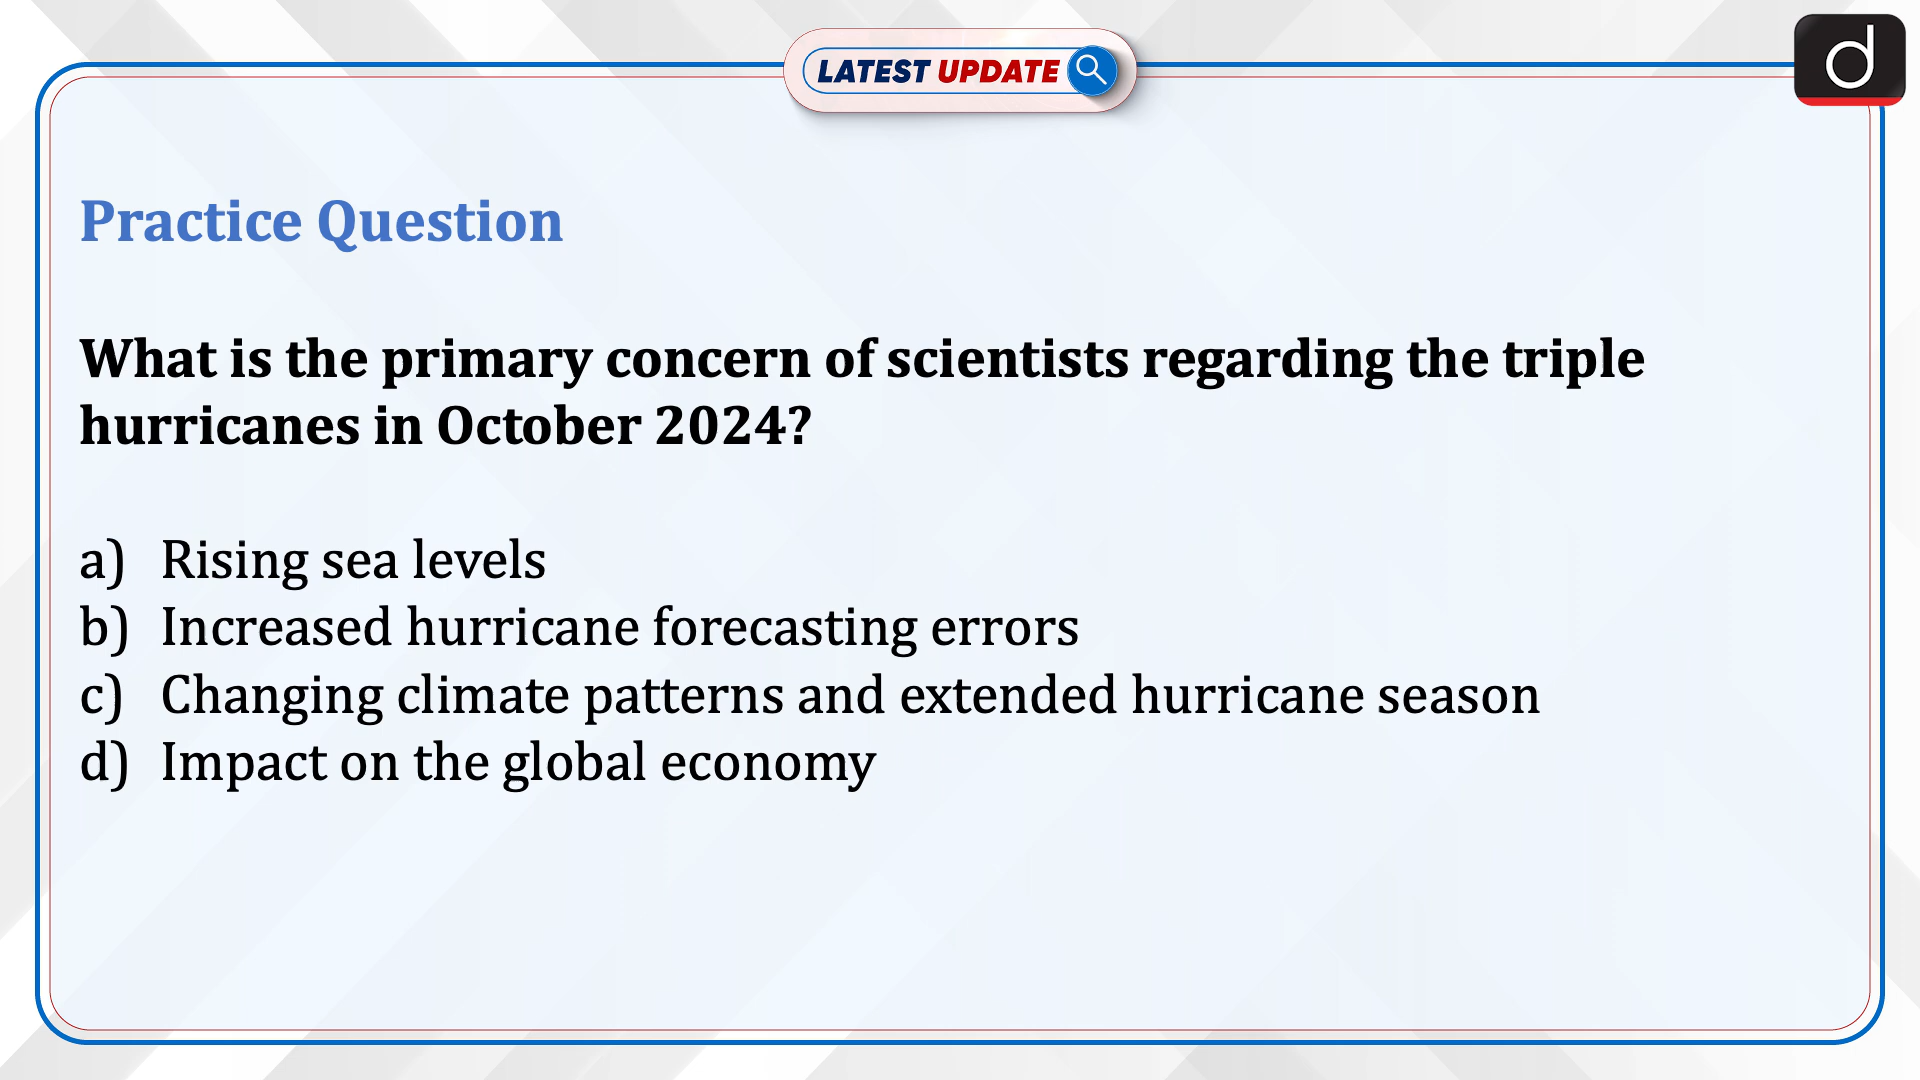 LATEST UPDATE
d
Practice Question
What is the primary concern of scientists regarding the triple
hurricanes in October 2024?
a) Rising sea levels
b) Increased hurricane forecasting errors
c) Changing climate patterns and extended hurricane season
d) Impact on the global economy